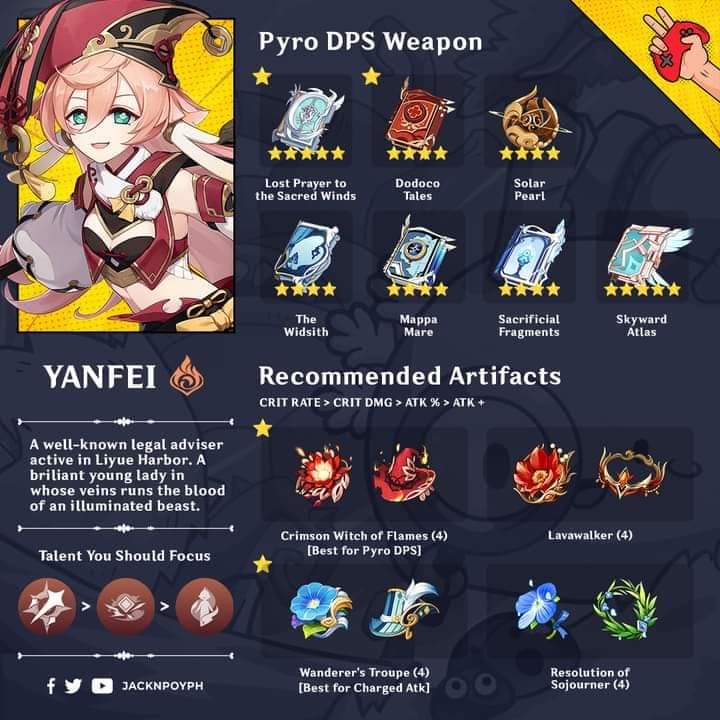 Pyro DPS Weapon
Lost Prayer to
the Sacred Winds
Dodoco
Tales
Solar
Pearl
The
Widsith
Mappa
Mare
Sacrificial
Fragments
Skyward
Atlas
YANFEI
A well-known legal adviser
active in Liyue Harbor. A
briliant young lady in
whose veins runs the blood
of an illuminated beast.
Talent You Should Focus
> >
JACKNPOYPH
Recommended Artifacts
CRIT RATE > CRIT DMG > ATK % > ATK +
Crimson Witch of Flames (4)
[Best for Pyro DPS]
Lavawalker (4)
Wanderer's Troupe (4)
[Best for Charged Atk]
Resolution of
Sojourner (4)